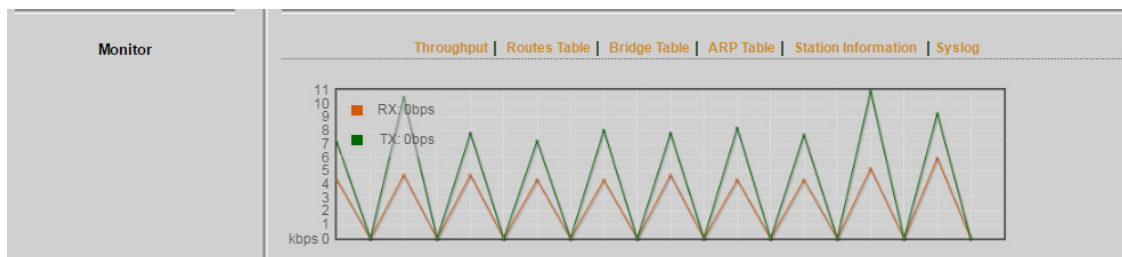 Monitor
Throughput | Routes Table | Bridge Table | ARP Table | Station Information | Syslog
11
10
9
8
7
6
5
4
3
2
1
kbps 0
RX: 0bps
TX: 0bps